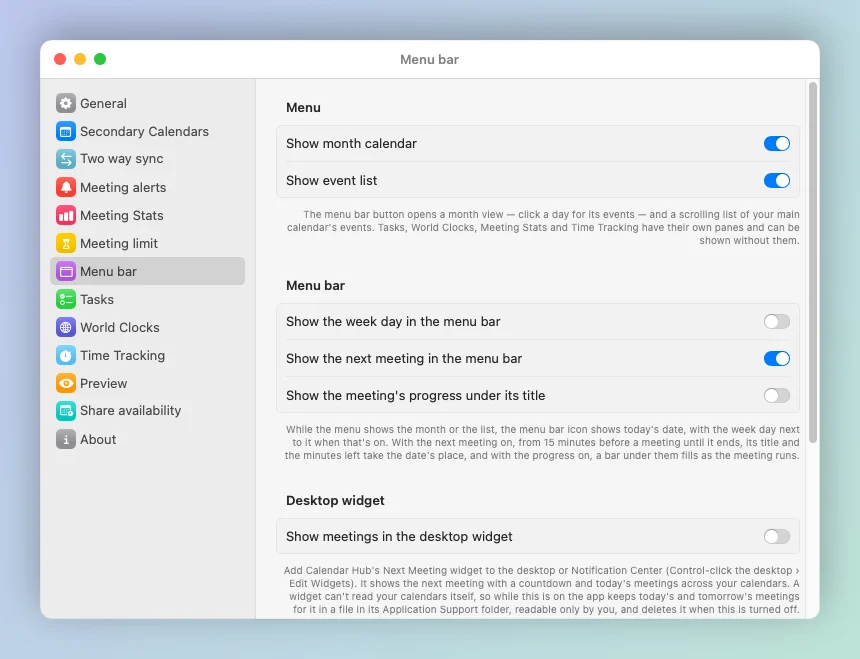 Menu bar
General
Secondary Calendars
Two way sync
Meeting alerts
Meeting Stats
Meeting limit
Menu bar
Tasks
World Clocks
Time Tracking
Preview
Share availability
About
Menu
Show month calendar
Show event list
The menu bar button opens a month view — click a day for its events — and a scrolling list of your main
calendar's events. Tasks, World Clocks, Meeting Stats and Time Tracking have their own panes and can be
shown without them.
Menu bar
Show the week day in the menu bar
Show the next meeting in the menu bar
Show the meeting's progress under its title
While the menu shows the month or the list, the menu bar icon shows today's date, with the week day next
to it when that's on. With the next meeting on, from 15 minutes before a meeting until it ends, its title and
the minutes left take the date's place, and with the progress on, a bar under them fills as the meeting runs.
Desktop widget
Show meetings in the desktop widget
Add Calendar Hub's Next Meeting widget to the desktop or Notification Center (Control-click the desktop ›
Edit Widgets). It shows the next meeting with a countdown and today's meetings across your calendars. A
widget can't read your calendars itself, so while this is on the app keeps today's and tomorrow's meetings
for it in a file in its Application Support folder, readable only by you, and deletes it when this is turned off.